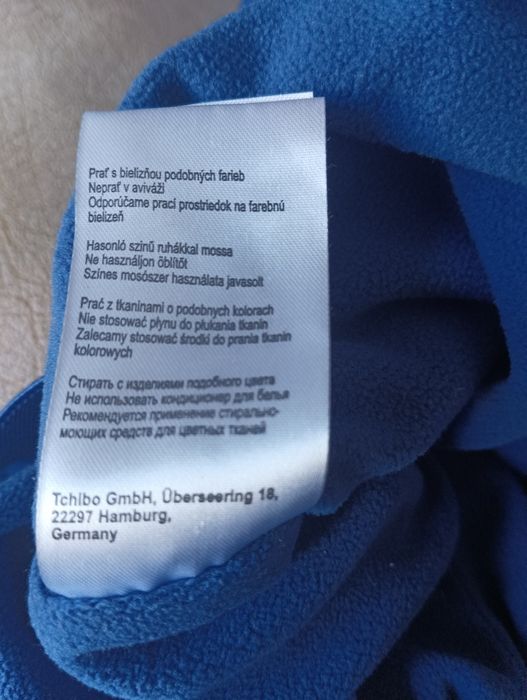 Prať s bielizňou podobných farieb
Neprať v aviváži
Odporúčame praci prostriedok na farebnú
bielizeň
Hasonló szinű ruhákkal mossa
Ne használjon öblítőt
Színes mosószer használata javasolt
Prać z tkaninami o podobnych kolorach
Nie stosować płynu do płukania tkanin
Zalecamy stosować środki do prania tkanin
kolorowych
Стирать с изделиями подобного цвета
Не использовать кондиционер для белья
Рекомендуется применение стирально-
моющих средств для цветных тканей
Tchibo GmbH, Überseering 18,
22297 Hamburg,
Germany